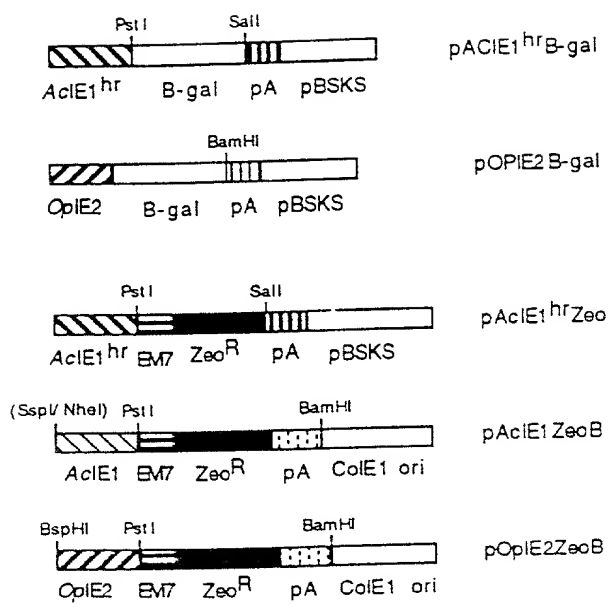 PstI SalI
pACIE1hrB-gal
AcIE1hr B-gal pA pBSKS
BamHI
pOPIE2 B-gal
OpIE2 B-gal pA pBSKS
PstI SalI
pAcIE1hrZeo
AcIE1hr EM7 ZeoR pA pBSKS
(SspI/ NheI) PstI BamHI
pAcIE1ZeoB
AcIE1 EM7 ZeoR pA ColE1 ori
BspHI PstI BamHI
pOpIE2ZeoB
OpIE2 EM7 ZeoR pA ColE1 ori